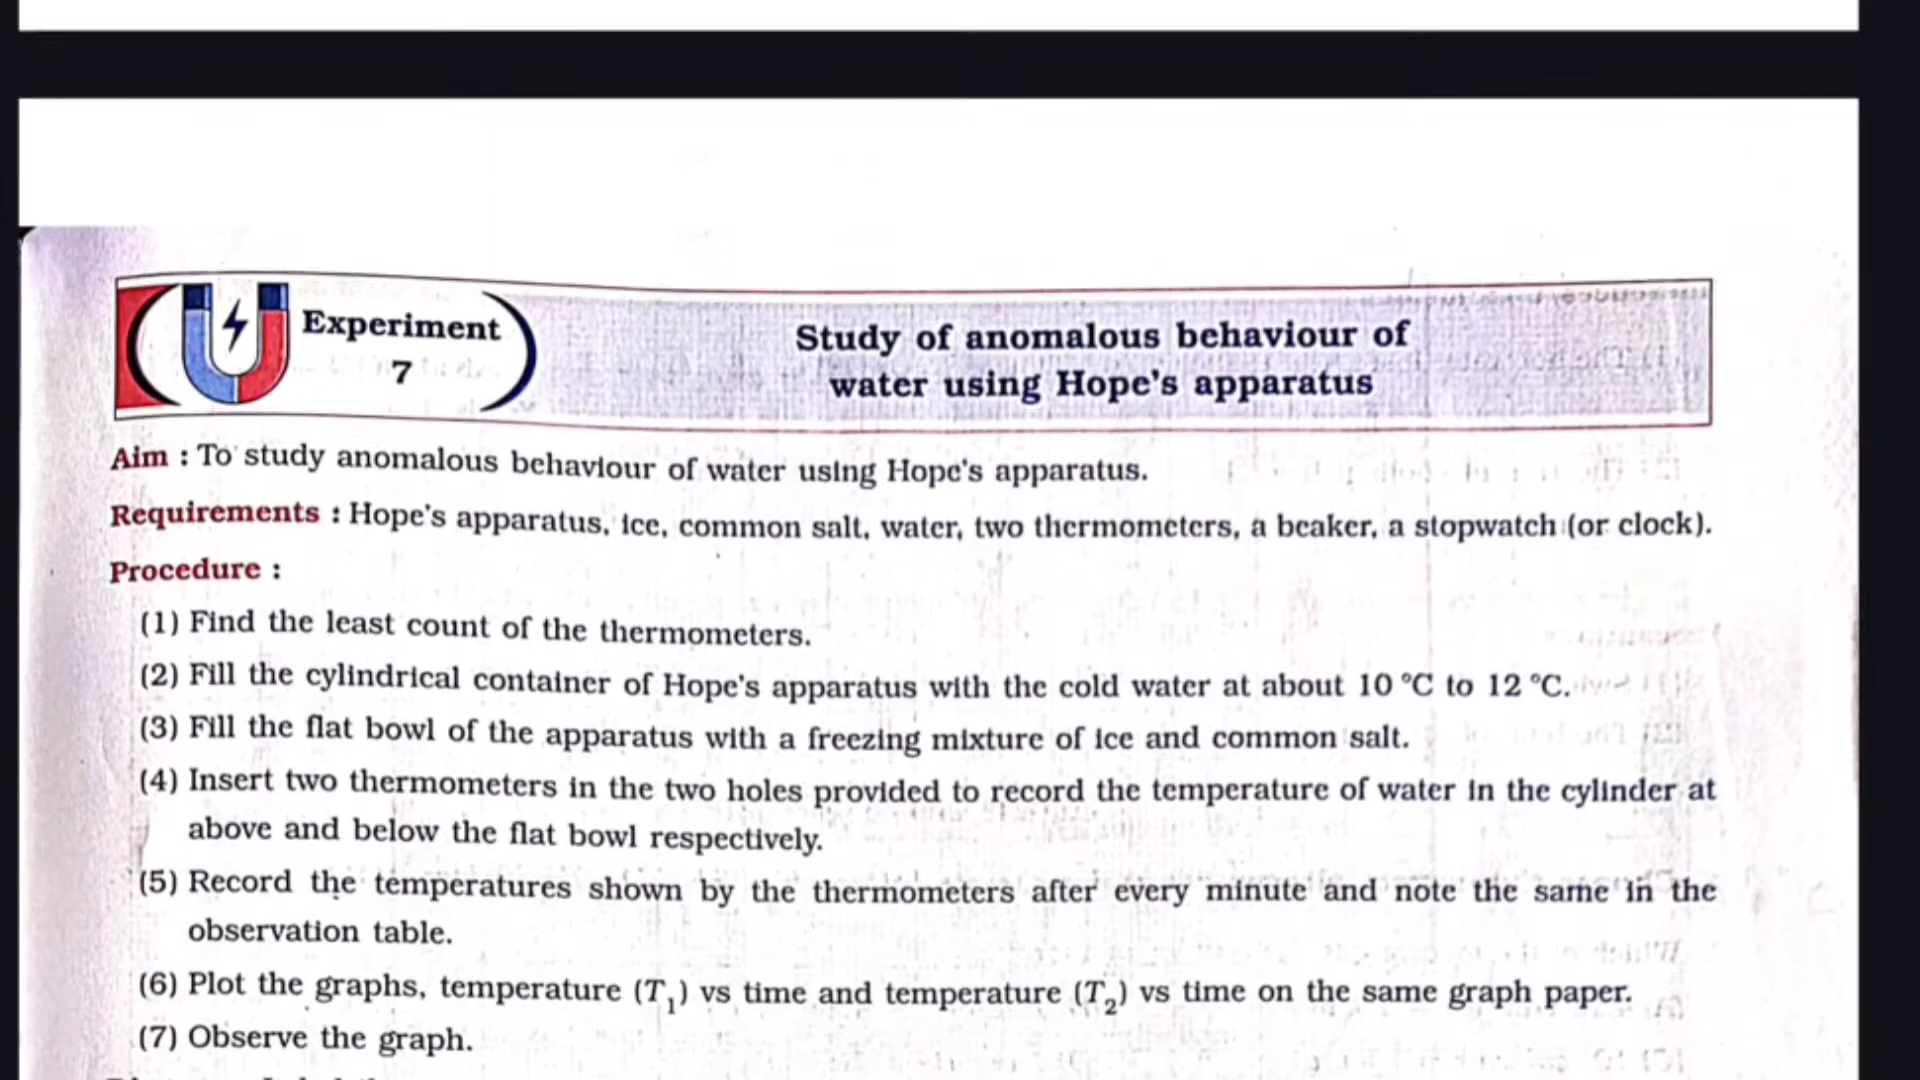 Experiment
7
Study of anomalous behaviour of
water using Hope's apparatus
Aim : To study anomalous behaviour of water using Hope's apparatus.
Requirements : Hope's apparatus, ice, common salt, water, two thermometers, a beaker, a stopwatch (or clock).
Procedure :
(1) Find the least count of the thermometers.
(2) Fill the cylindrical container of Hope's apparatus with the cold water at about 10 °C to 12 °C.
(3) Fill the flat bowl of the apparatus with a freezing mixture of ice and common salt.
(4) Insert two thermometers in the two holes provided to record the temperature of water in the cylinder at
above and below the flat bowl respectively.
(5) Record the temperatures shown by the thermometers after every minute and note the same in the
observation table.
(6) Plot the graphs, temperature (T₁) vs time and temperature (T₂) vs time on the same graph paper.
(7) Observe the graph.